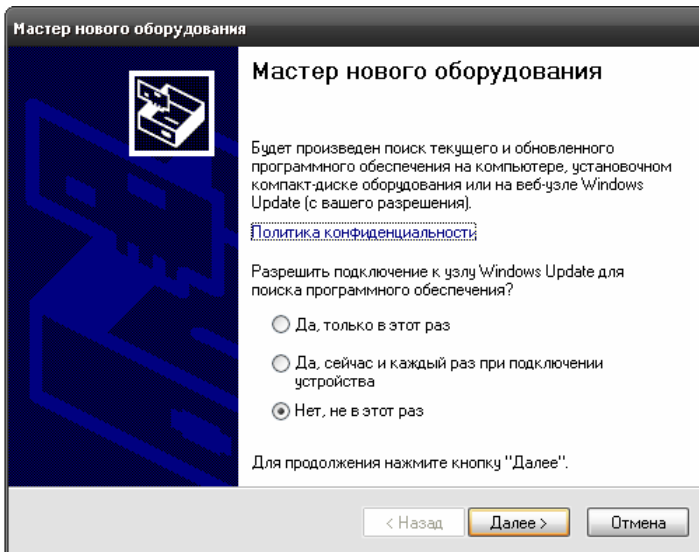 Мастер нового оборудования
Мастер нового оборудования
Будет произведен поиск текущего и обновленного
программного обеспечения на компьютере, установочном
компакт-диске оборудования или на веб-узле Windows
Update (с вашего разрешения).
Политика конфиденциальности
Разрешить подключение к узлу Windows Update для
поиска программного обеспечения?
Да, только в этот раз
Да, сейчас и каждый раз при подключении
устройства
Нет, не в этот раз
Для продолжения нажмите кнопку "Далее".
< Назад Далее > Отмена